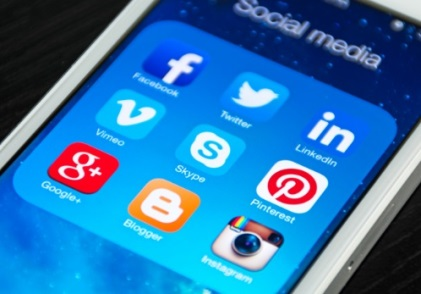 Social media
Facebook
Twitter
LinkedIn
Vimeo
Skype
Pinterest
Google+
Blogger
Instagram